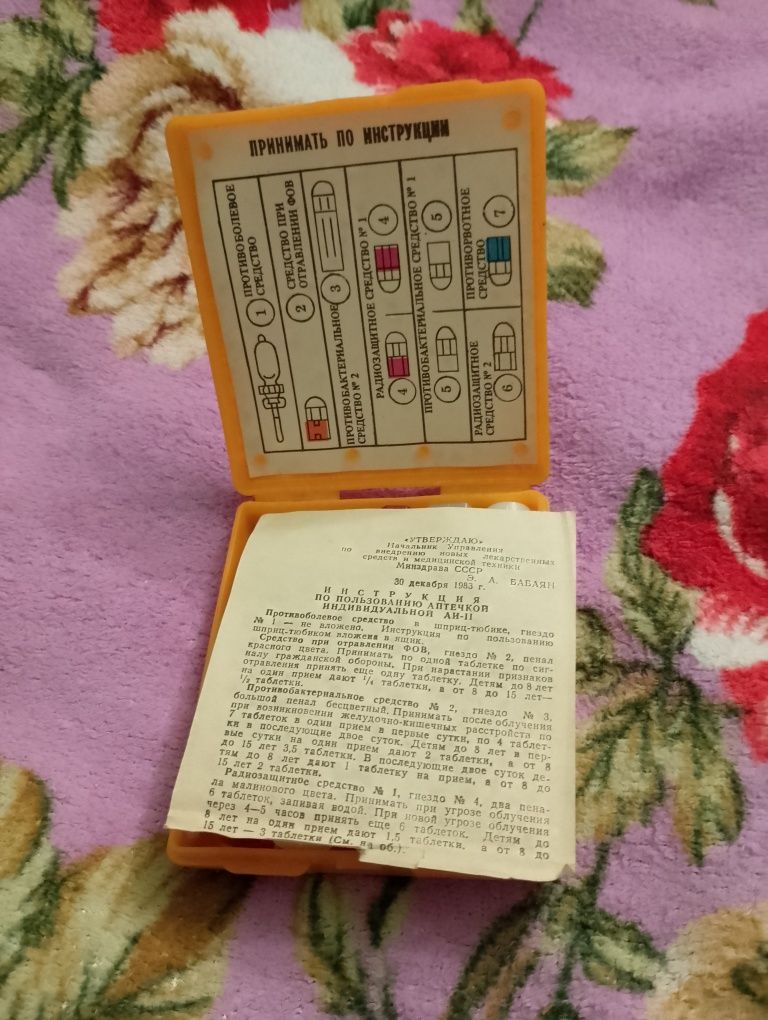 ПРИНИМАТЬ ПО ИНСТРУКЦИИ
ПРОТИВОБОЛЕВОЕ
СРЕДСТВО
1
СРЕДСТВО ПРИ
ОТРАВЛЕНИИ ФОВ
2
ПРОТИВОБАКТЕРИАЛЬНОЕ
СРЕДСТВО № 2
3
РАДИОЗАЩИТНОЕ СРЕДСТВО № 1
4
4
ПРОТИВОБАКТЕРИАЛЬНОЕ СРЕДСТВО № 1
5
5
РАДИОЗАЩИТНОЕ
СРЕДСТВО № 2
6
ПРОТИВОРВОТНОЕ
СРЕДСТВО
7
«УТВЕРЖДАЮ»
Начальник Управления
по внедрению новых лекарственных
средств и медицинской техники
Минздрава СССР
Э. А. БАБАЯН
30 декабря 1983 г.
ИНСТРУКЦИЯ
ПО ПОЛЬЗОВАНИЮ АПТЕЧКОЙ
ИНДИВИДУАЛЬНОЙ АИ-II
Противоболевое средство в шприц-тюбике, гнездо
№ 1 — не вложено. Инструкция по пользованию
шприц-тюбиком вложена в ящик.
Средство при отравлении ФОВ, гнездо № 2, пенал
красного цвета. Принимать по одной таблетке по сиг-
налу гражданской обороны. При нарастании признаков
отравления принять еще одну таблетку. Детям до 8 лет
на один прием дают 1/4 таблетки, а от 8 до 15 лет—
1/2 таблетки.
Противобактериальное средство № 2, гнездо № 3,
большой пенал бесцветный. Принимать после облучения
при возникновении желудочно-кишечных расстройств по
7 таблеток в один прием в первые сутки, по 4 таблет-
ки в последующие двое суток. Детям до 8 лет в пер-
вые сутки на один прием дают 2 таблетки, а от 8
до 15 лет 3,5 таблетки. В последующие двое суток де-
тям до 8 лет дают 1 таблетку на прием, а от 8 до
15 лет 2 таблетки.
Радиозащитное средство № 1, гнездо № 4, два пена-
ла малинового цвета. Принимать при угрозе облучения
6 таблеток, запивая водой. При новой угрозе облучения
через 4—5 часов принять еще 6 таблеток. Детям до
8 лет на один прием дают 1,5 таблетки, а от 8 до
15 лет — 3 таблетки (См. на об.).